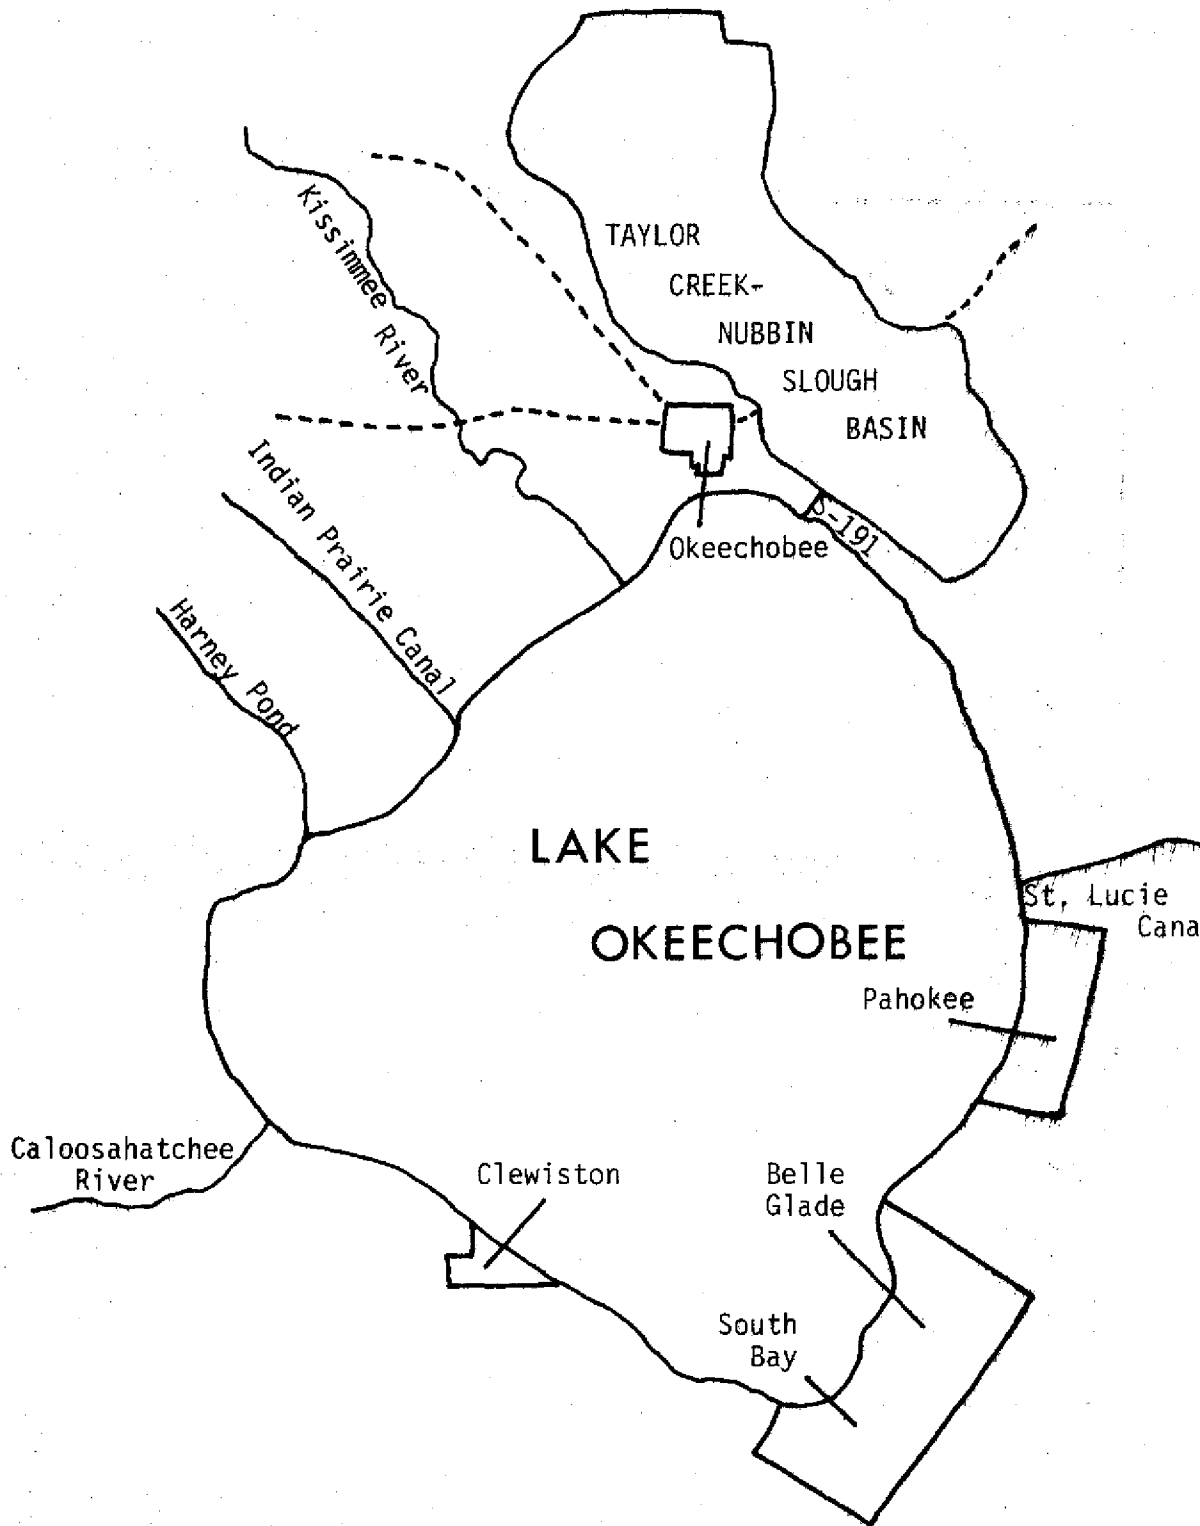 TAYLOR
CREEK-
NUBBIN
SLOUGH
BASIN
Kissimmee River
Indian Prairie Canal
Harney Pond
S-191
Okeechobee
LAKE
OKEECHOBEE
St. Lucie
Cana
Pahokee
Caloosahatchee
River
Clewiston
Belle
Glade
South
Bay